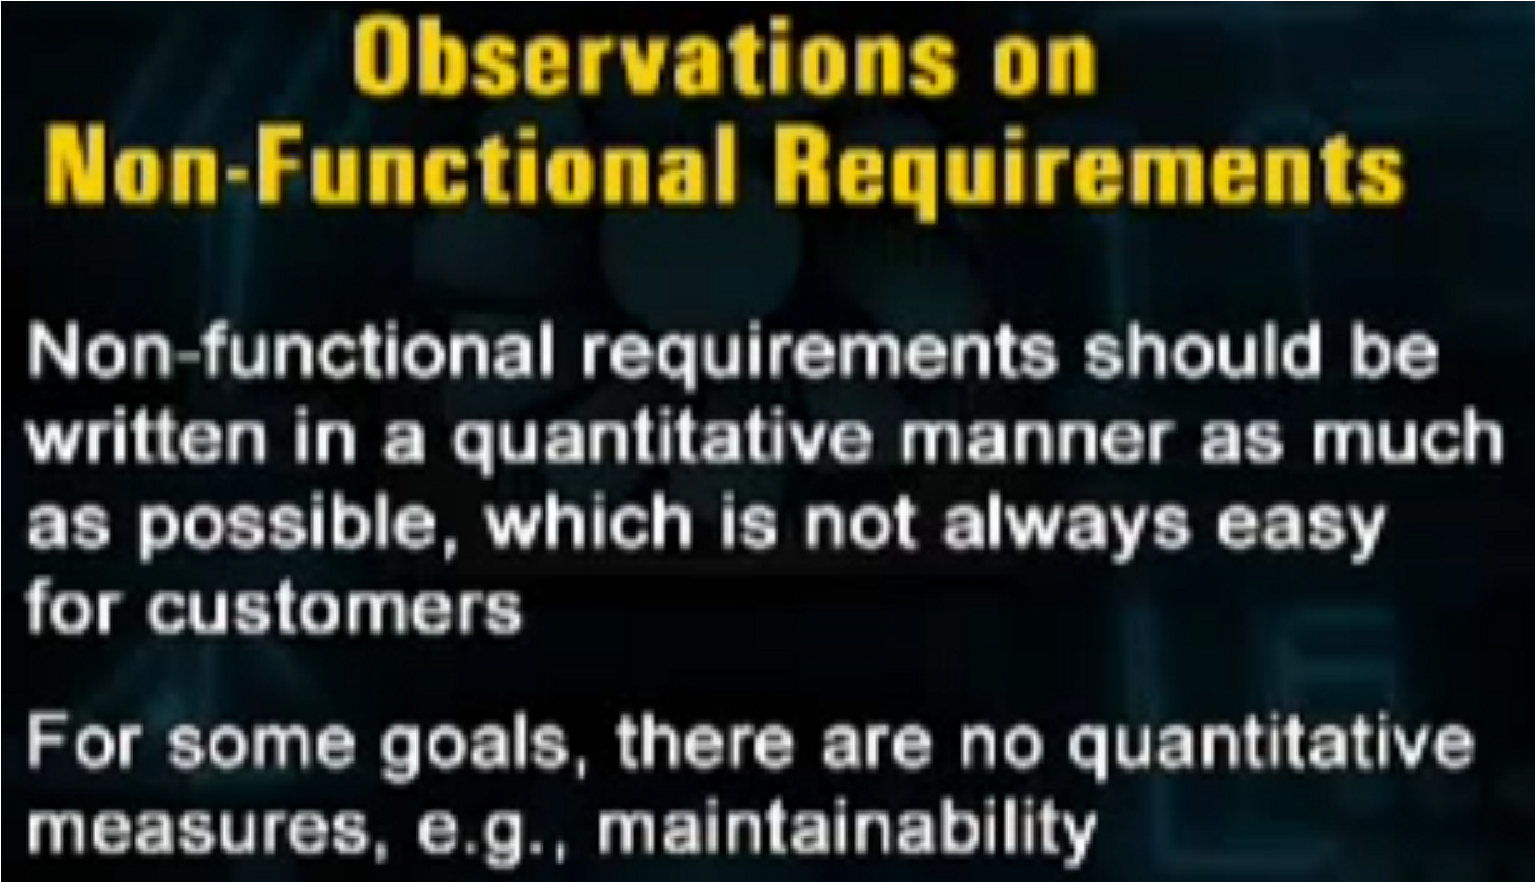 Observations on
Non-Functional Requirements
Non-functional requirements should be
written in a quantitative manner as much
as possible, which is not always easy
for customers
For some goals, there are no quantitative
measures, e.g., maintainability